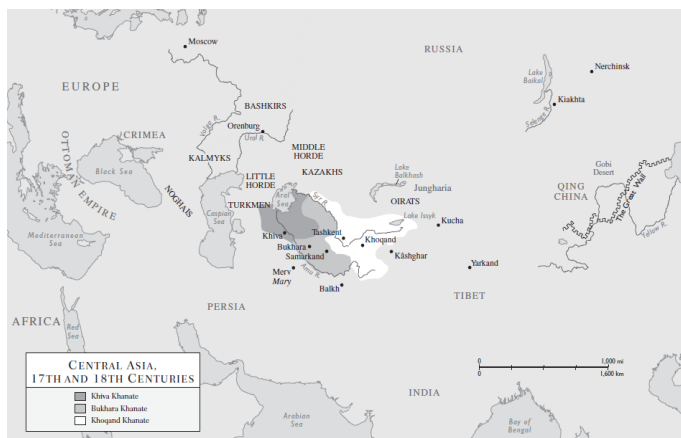 Moscow
RUSSIA
Nerchinsk
Lake
Baikal
Kiakhta
Selenga R.
EUROPE
BASHKIRS
Volga R.
Orenburg
Ural R.
CRIMEA
MIDDLE
HORDE
KALMYKS
KAZAKHS
OTTOMAN EMPIRE
Black Sea
LITTLE
HORDE
Lake
Balkhash
Jungharia
Gobi
Desert
QING
CHINA
The Great Wall
Yellow R.
NOGHAIS
Caspian
Sea
TURKMEN
Aral
Sea
Syr R.
OIRATS
Lake Issyk
Kucha
Mediterranean
Sea
Khiva
Tashkent
Khoqand
Bukhara
Samarkand
Kāshghar
Yarkand
Merv
Mary
Amu R.
Balkh
TIBET
PERSIA
AFRICA
Red
Sea
CENTRAL ASIA,
17TH AND 18TH CENTURIES
Khiva Khanate
Bukhara Khanate
Khoqand Khanate
0 1,000 mi
0 1,600 km
INDIA
Arabian
Sea
Bay of
Bengal